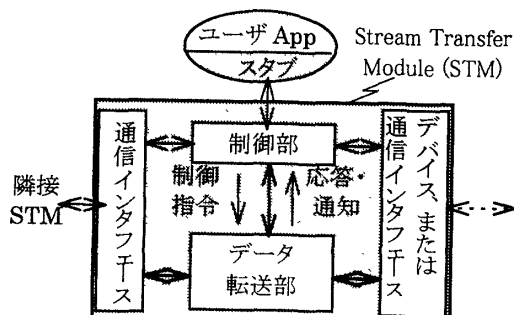 ユーザ App
スタブ
Stream Transfer
Module (STM)
通信インタフェース
制御部
デバイス、または
通信インタフェース
隣接
STM
制御
指令
応答・
通知
データ
転送部